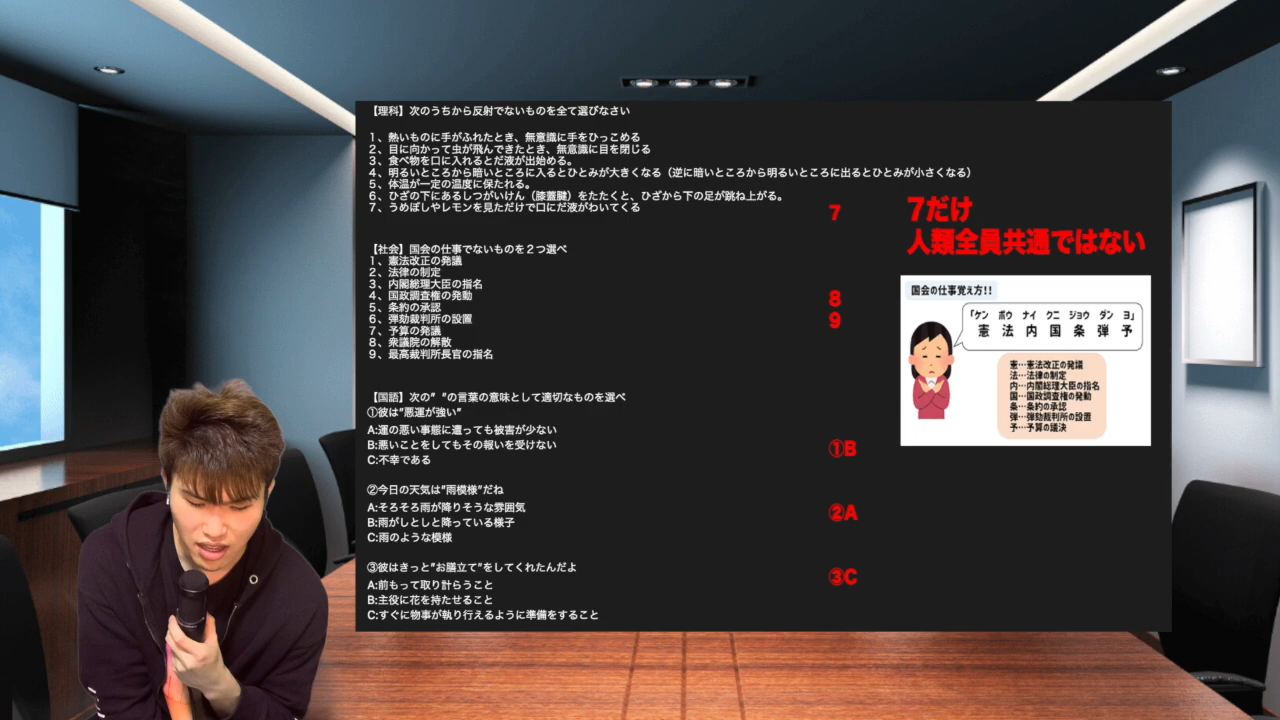 【理科】次のうちから反射でないものを全て選びなさい
1、熱いものに手がふれたとき、無意識に手をひっこめる
2、目に向かって虫が飛んできたとき、無意識に目を閉じる
3、食べ物を口に入れるとだ液が出始める。
4、明るいところから暗いところに入るとひとみが大きくなる（逆に暗いところから明るいところに出るとひとみが小さくなる）
5、体温が一定の温度に保たれる。
6、ひざの下にあるしつがいけん（膝蓋腱）をたたくと、ひざから下の足が跳ね上がる。
7、うめぼしやレモンを見ただけで口にだ液がわいてくる
7
7だけ
人類全員共通ではない
【社会】国会の仕事でないものを２つ選べ
1、憲法改正の発議
2、法律の制定
3、内閣総理大臣の指名
4、国政調査権の発動
5、条約の承認
6、弾劾裁判所の設置
7、予算の発議
8、衆議院の解散
9、最高裁判所長官の指名
8
9
国会の仕事覚え方!!
「ケン ポウ ナイ クニ ジョウ ダン ヨ」
憲 法 内 国 条 弾 予
憲…憲法改正の発議
法…法律の制定
内…内閣総理大臣の指名
国…国政調査権の発動
条…条約の承認
弾…弾劾裁判所の設置
予…予算の議決
【国語】次の” ”の言葉の意味として適切なものを選べ
①彼は”悪運が強い”
A:運の悪い事態に遭っても被害が少ない
B:悪いことをしてもその報いを受けない
C:不幸である
①B
②今日の天気は”雨模様”だね
A:そろそろ雨が降りそうな雰囲気
B:雨がしとしと降っている様子
C:雨のような模様
②A
③彼はきっと”お膳立て”をしてくれたんだよ
A:前もって取り計らうこと
B:主役に花を持たせること
C:すぐに物事が執り行えるように準備をすること
③C